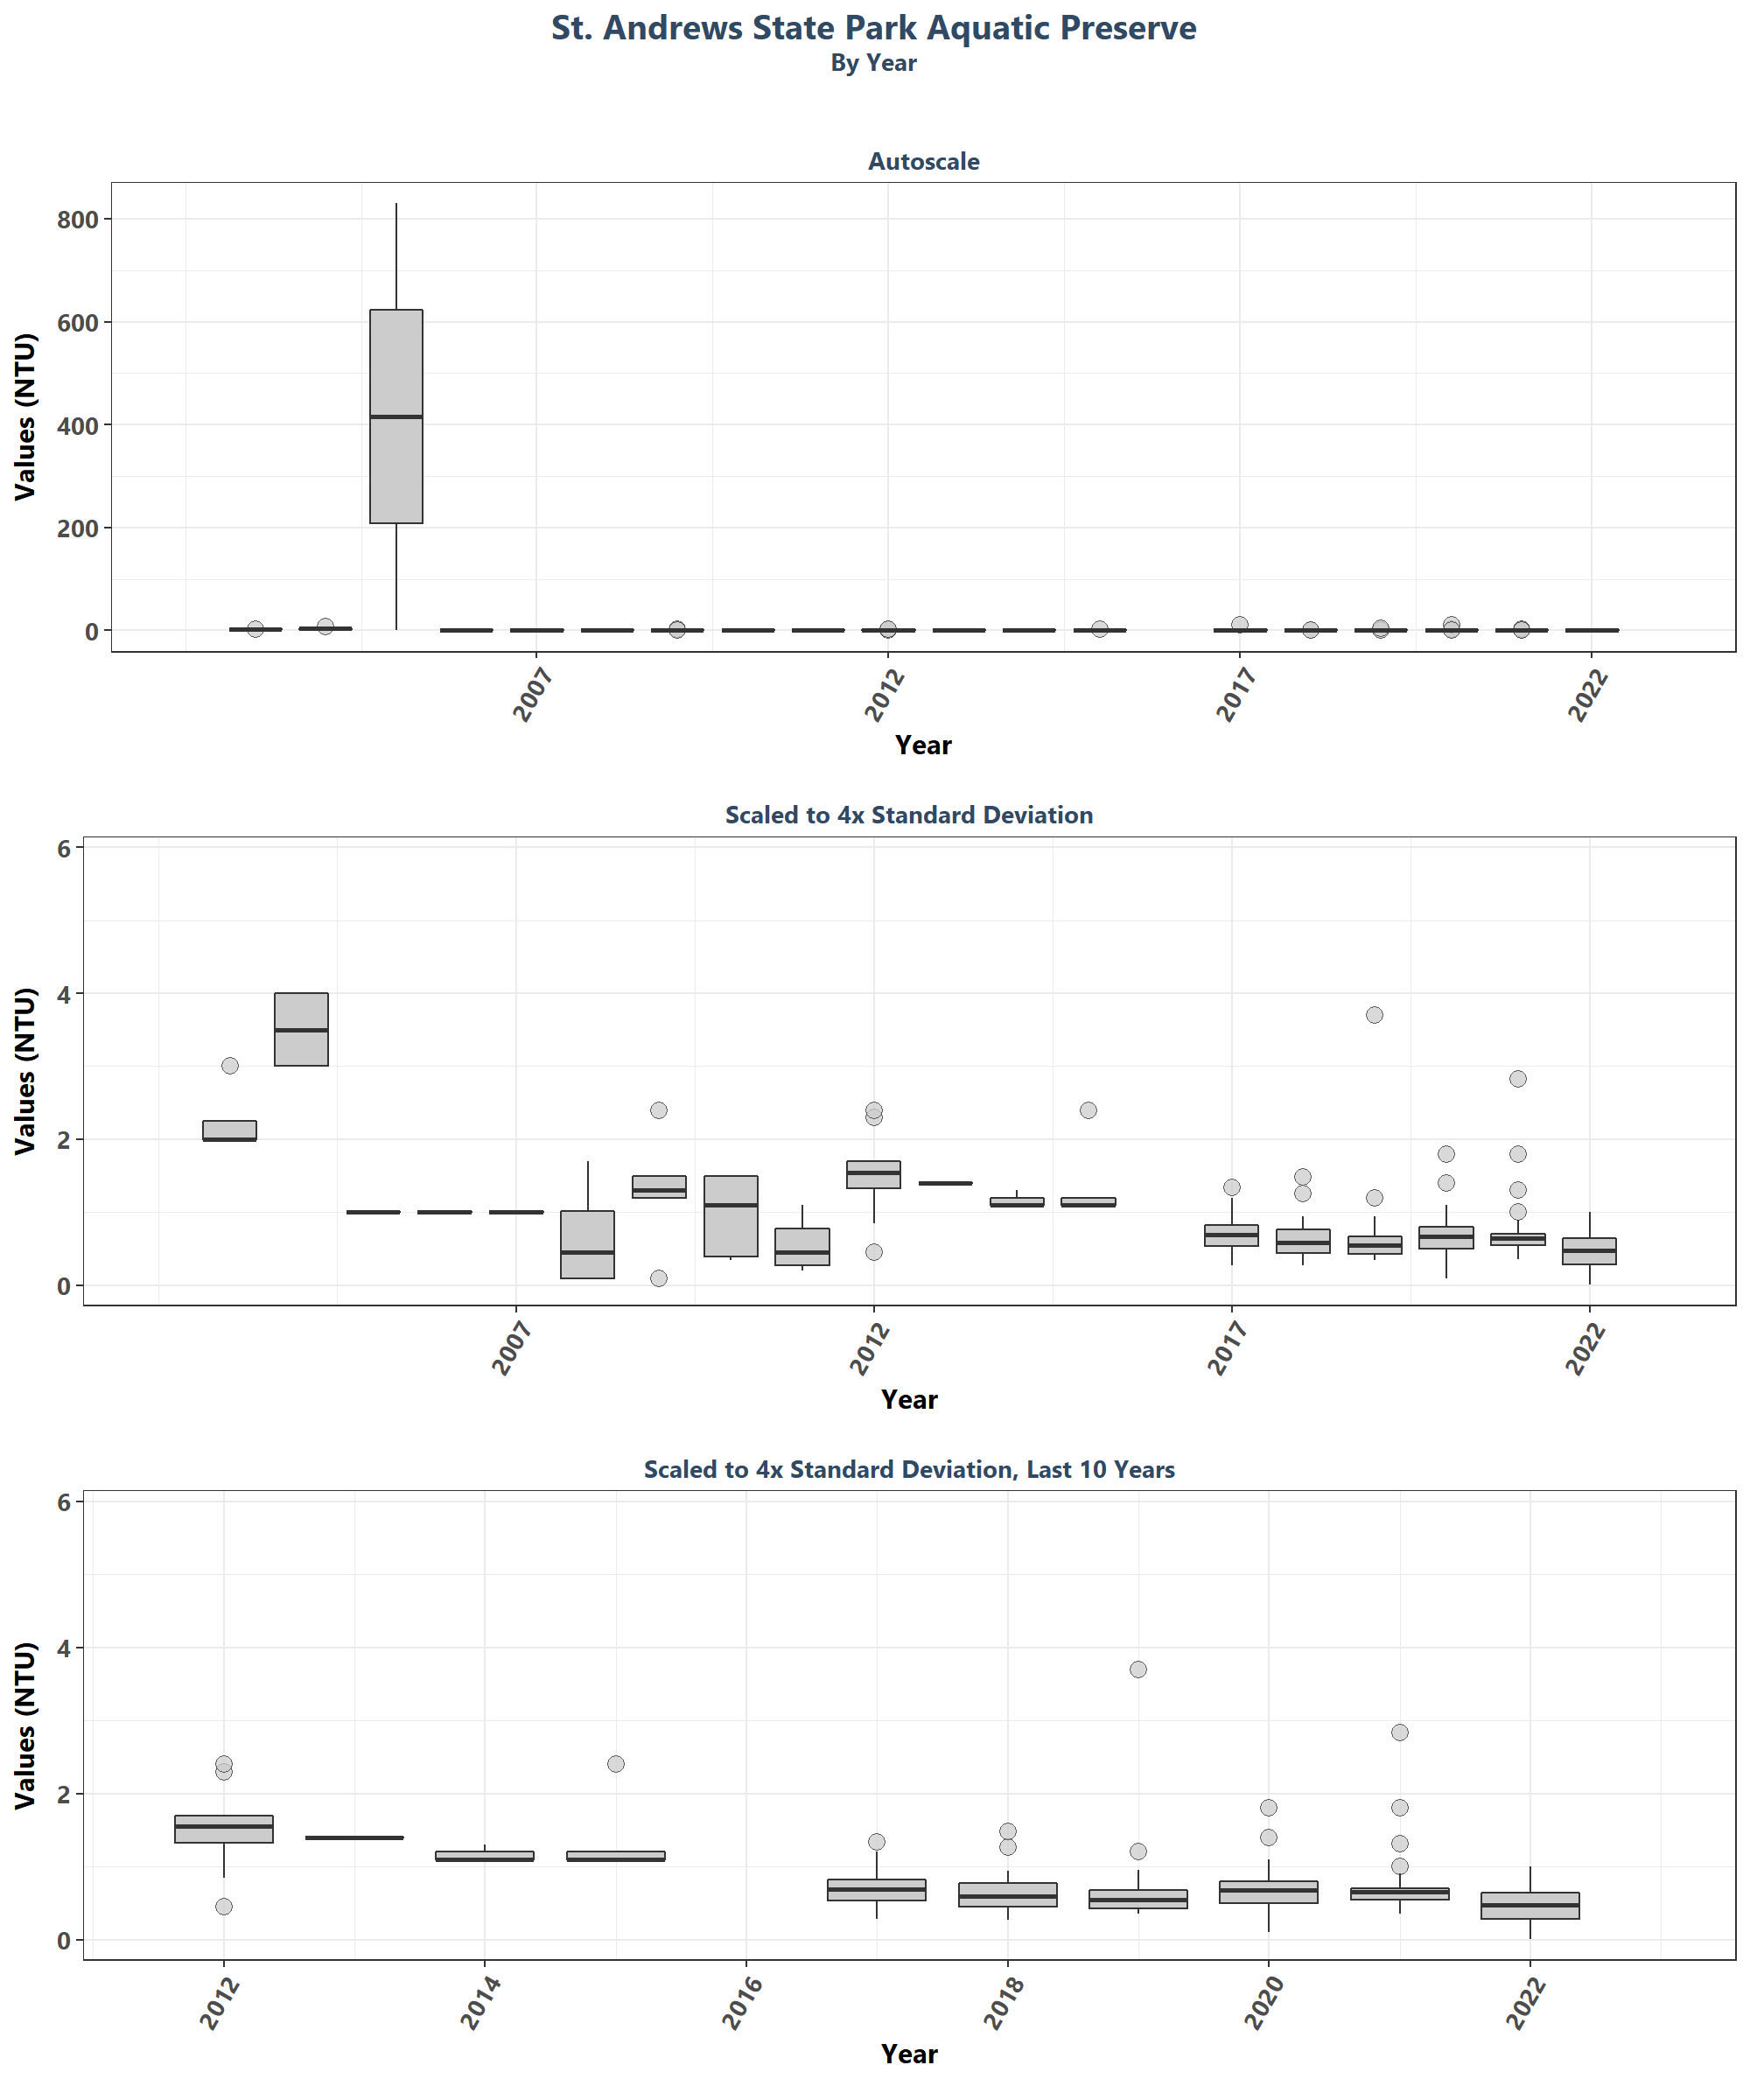 St. Andrews State Park Aquatic Preserve
By Year
Autoscale
Values (NTU)
800
600
400
200
0
2007
2012
2017
2022
Year
Scaled to 4x Standard Deviation
Values (NTU)
6
4
2
0
2007
2012
2017
2022
Year
Scaled to 4x Standard Deviation, Last 10 Years
Values (NTU)
6
4
2
0
2012
2014
2016
2018
2020
2022
Year